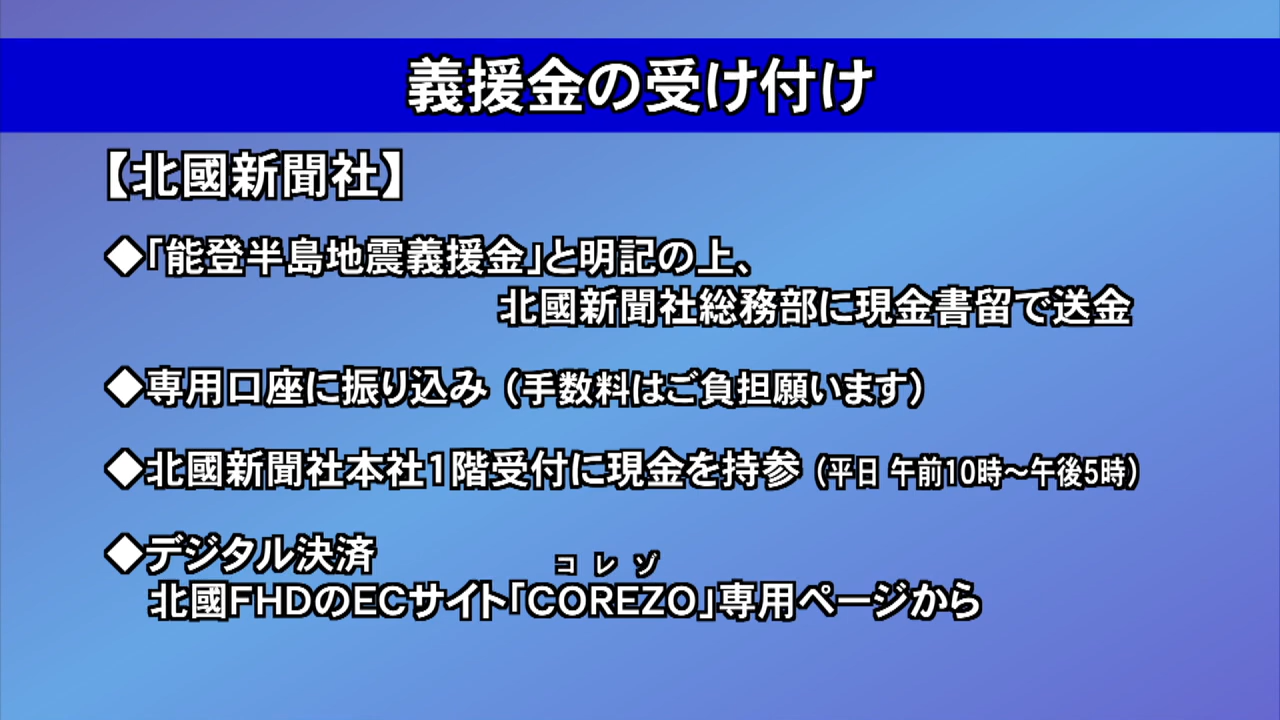 義援金の受け付け
【北國新聞社】
◆「能登半島地震義援金」と明記の上、
北國新聞社総務部に現金書留で送金
◆専用口座に振り込み（手数料はご負担願います）
◆北國新聞社本社1階受付に現金を持参（平日 午前10時～午後5時）
◆デジタル決済
コレゾ
北國FHDのECサイト「COREZO」専用ページから